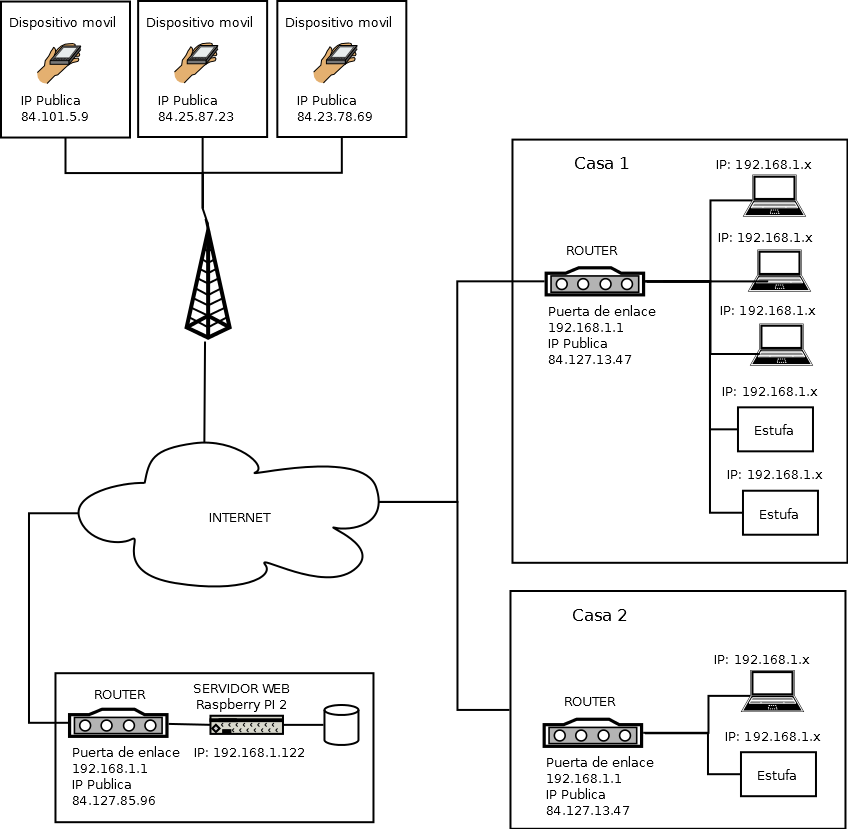 Dispositivo movil
IP Publica
84.101.5.9
Dispositivo movil
IP Publica
84.25.87.23
Dispositivo movil
IP Publica
84.23.78.69
Casa 1
ROUTER
Puerta de enlace
192.168.1.1
IP Publica
84.127.13.47
IP: 192.168.1.x
IP: 192.168.1.x
IP: 192.168.1.x
IP: 192.168.1.x
Estufa
IP: 192.168.1.x
Estufa
INTERNET
ROUTER
Puerta de enlace
192.168.1.1
IP Publica
84.127.85.96
SERVIDOR WEB
Raspberry PI 2
IP: 192.168.1.122
Casa 2
ROUTER
Puerta de enlace
192.168.1.1
IP Publica
84.127.13.47
IP: 192.168.1.x
IP: 192.168.1.x
Estufa